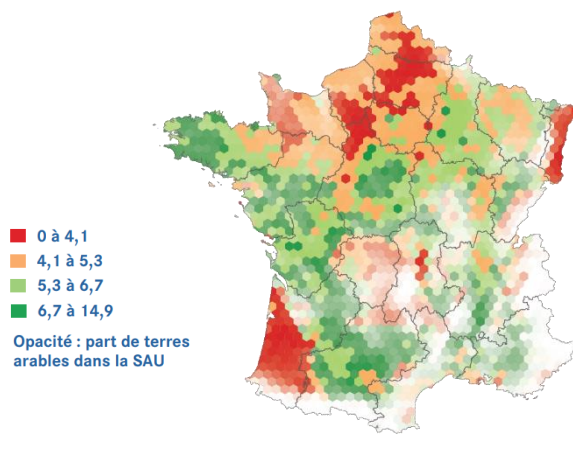 0 à 4,1
4,1 à 5,3
5,3 à 6,7
6,7 à 14,9
Opacité : part de terres
arables dans la SAU